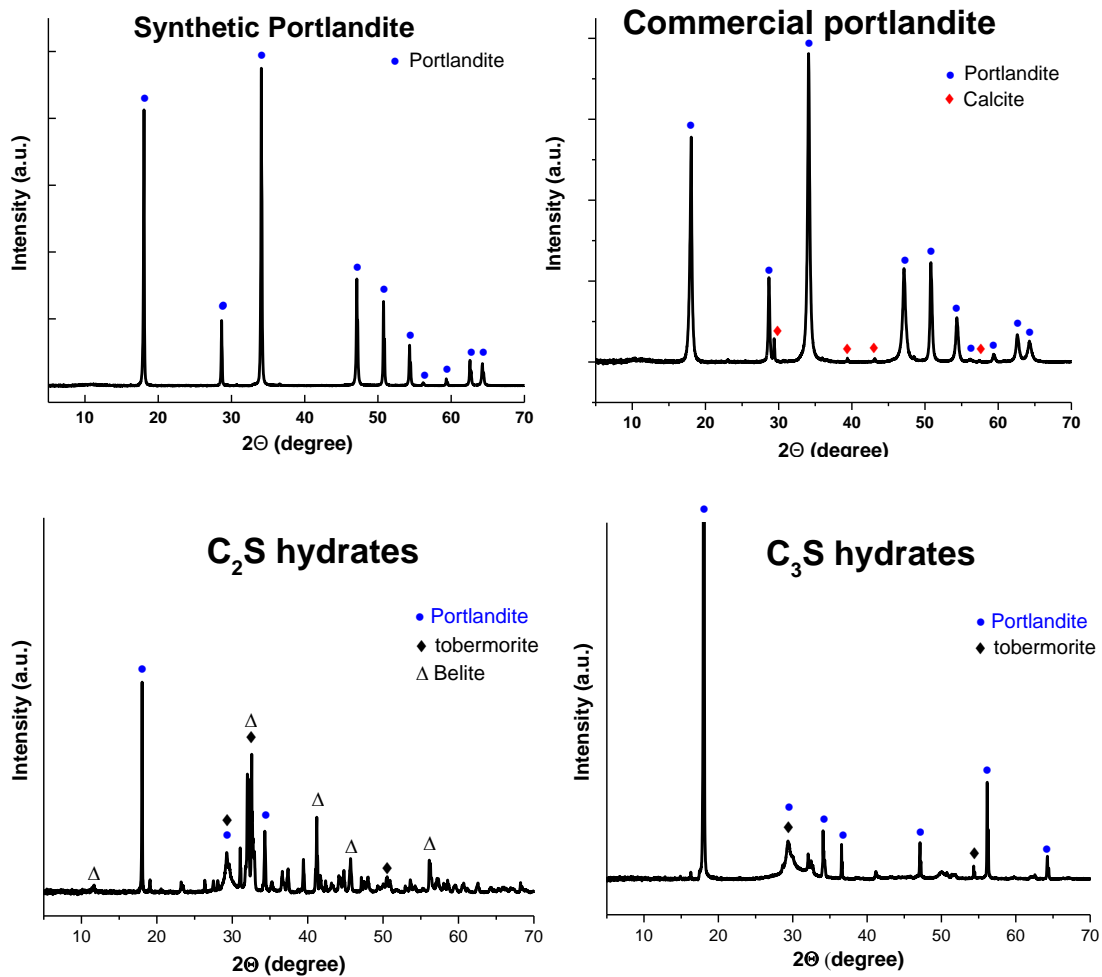 Synthetic Portlandite
● Portlandite
Intensity (a.u.)
10 20 30 40 50 60 70
2Θ (degree)
Commercial portlandite
● Portlandite
♦ Calcite
Intensity (a.u.)
10 20 30 40 50 60 70
2Θ (degree)
C₂S hydrates
● Portlandite
♦ tobermorite
Δ Belite
Intensity (a.u.)
10 20 30 40 50 60 70
2Θ (degree)
C₃S hydrates
● Portlandite
♦ tobermorite
Intensity (a.u.)
10 20 30 40 50 60 70
2Θ (degree)